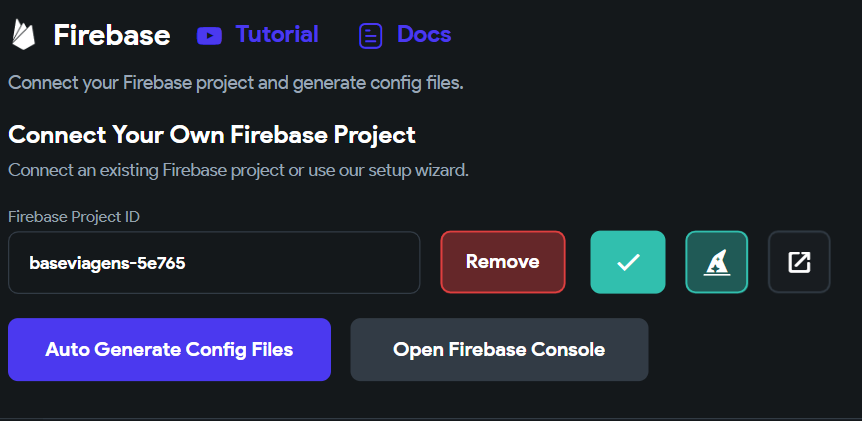 Firebase Tutorial Docs
Connect your Firebase project and generate config files.
Connect Your Own Firebase Project
Connect an existing Firebase project or use our setup wizard.
Firebase Project ID
baseviagens-5e765 Remove
Auto Generate Config Files Open Firebase Console